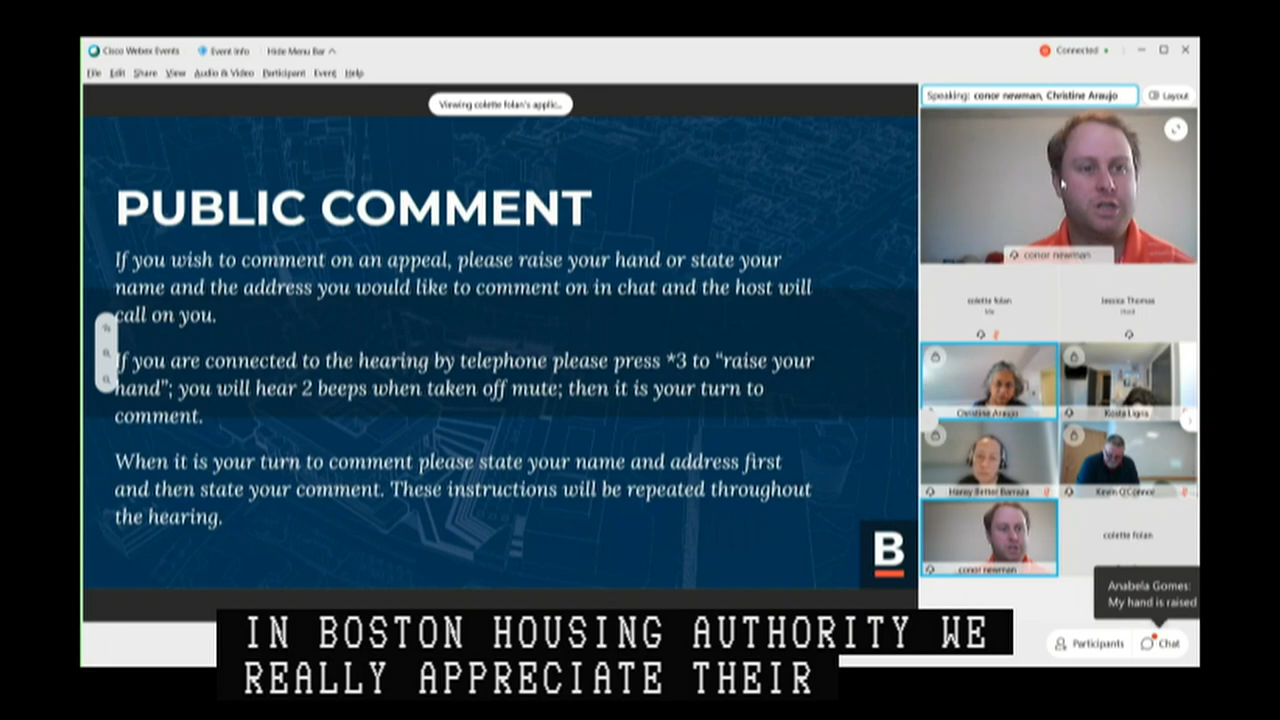 Cisco Webex Events
Event Info
Hide Menu Bar
Connected
File Edit Share View Audio & Video Participant Event Help
Viewing colette folan's applic...
Speaking: conor newman, Christine Araujo
Layout
PUBLIC COMMENT
If you wish to comment on an appeal, please raise your hand or state your
name and the address you would like to comment on in chat and the host will
call on you.
If you are connected to the hearing by telephone please press *3 to “raise your
hand”; you will hear 2 beeps when taken off mute; then it is your turn to
comment.
When it is your turn to comment please state your name and address first
and then state your comment. These instructions will be repeated throughout
the hearing.
B
conor newman
colette folan
Me
Jessica Thomas
Host
Christine Araujo
Kosta Ligris
Hansy Better Barraza
Kevin O'Connor
conor newman
colette folan
Anabela Gomes:
My hand is raised
Participants
Chat
IN BOSTON HOUSING AUTHORITY WE
REALLY APPRECIATE THEIR